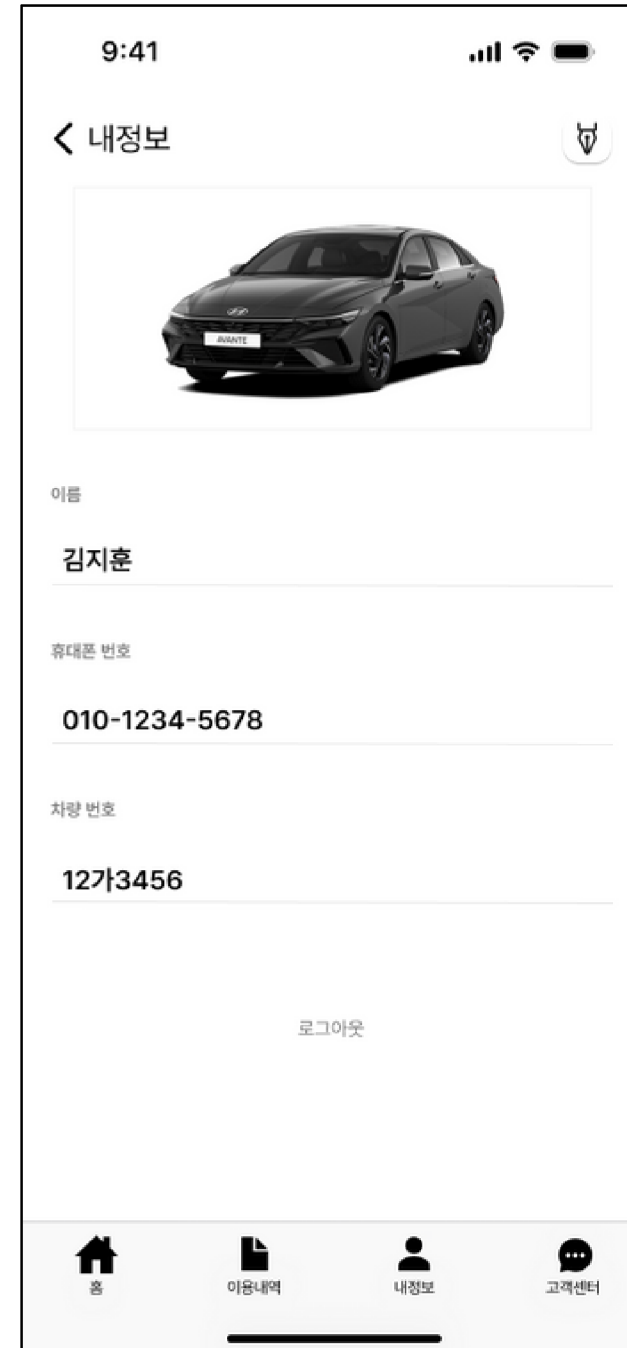 9:41
내정보
AVANTE
이름
김지훈
휴대폰 번호
010-1234-5678
차량 번호
12가3456
로그아웃
홈 이용내역 내정보 고객센터